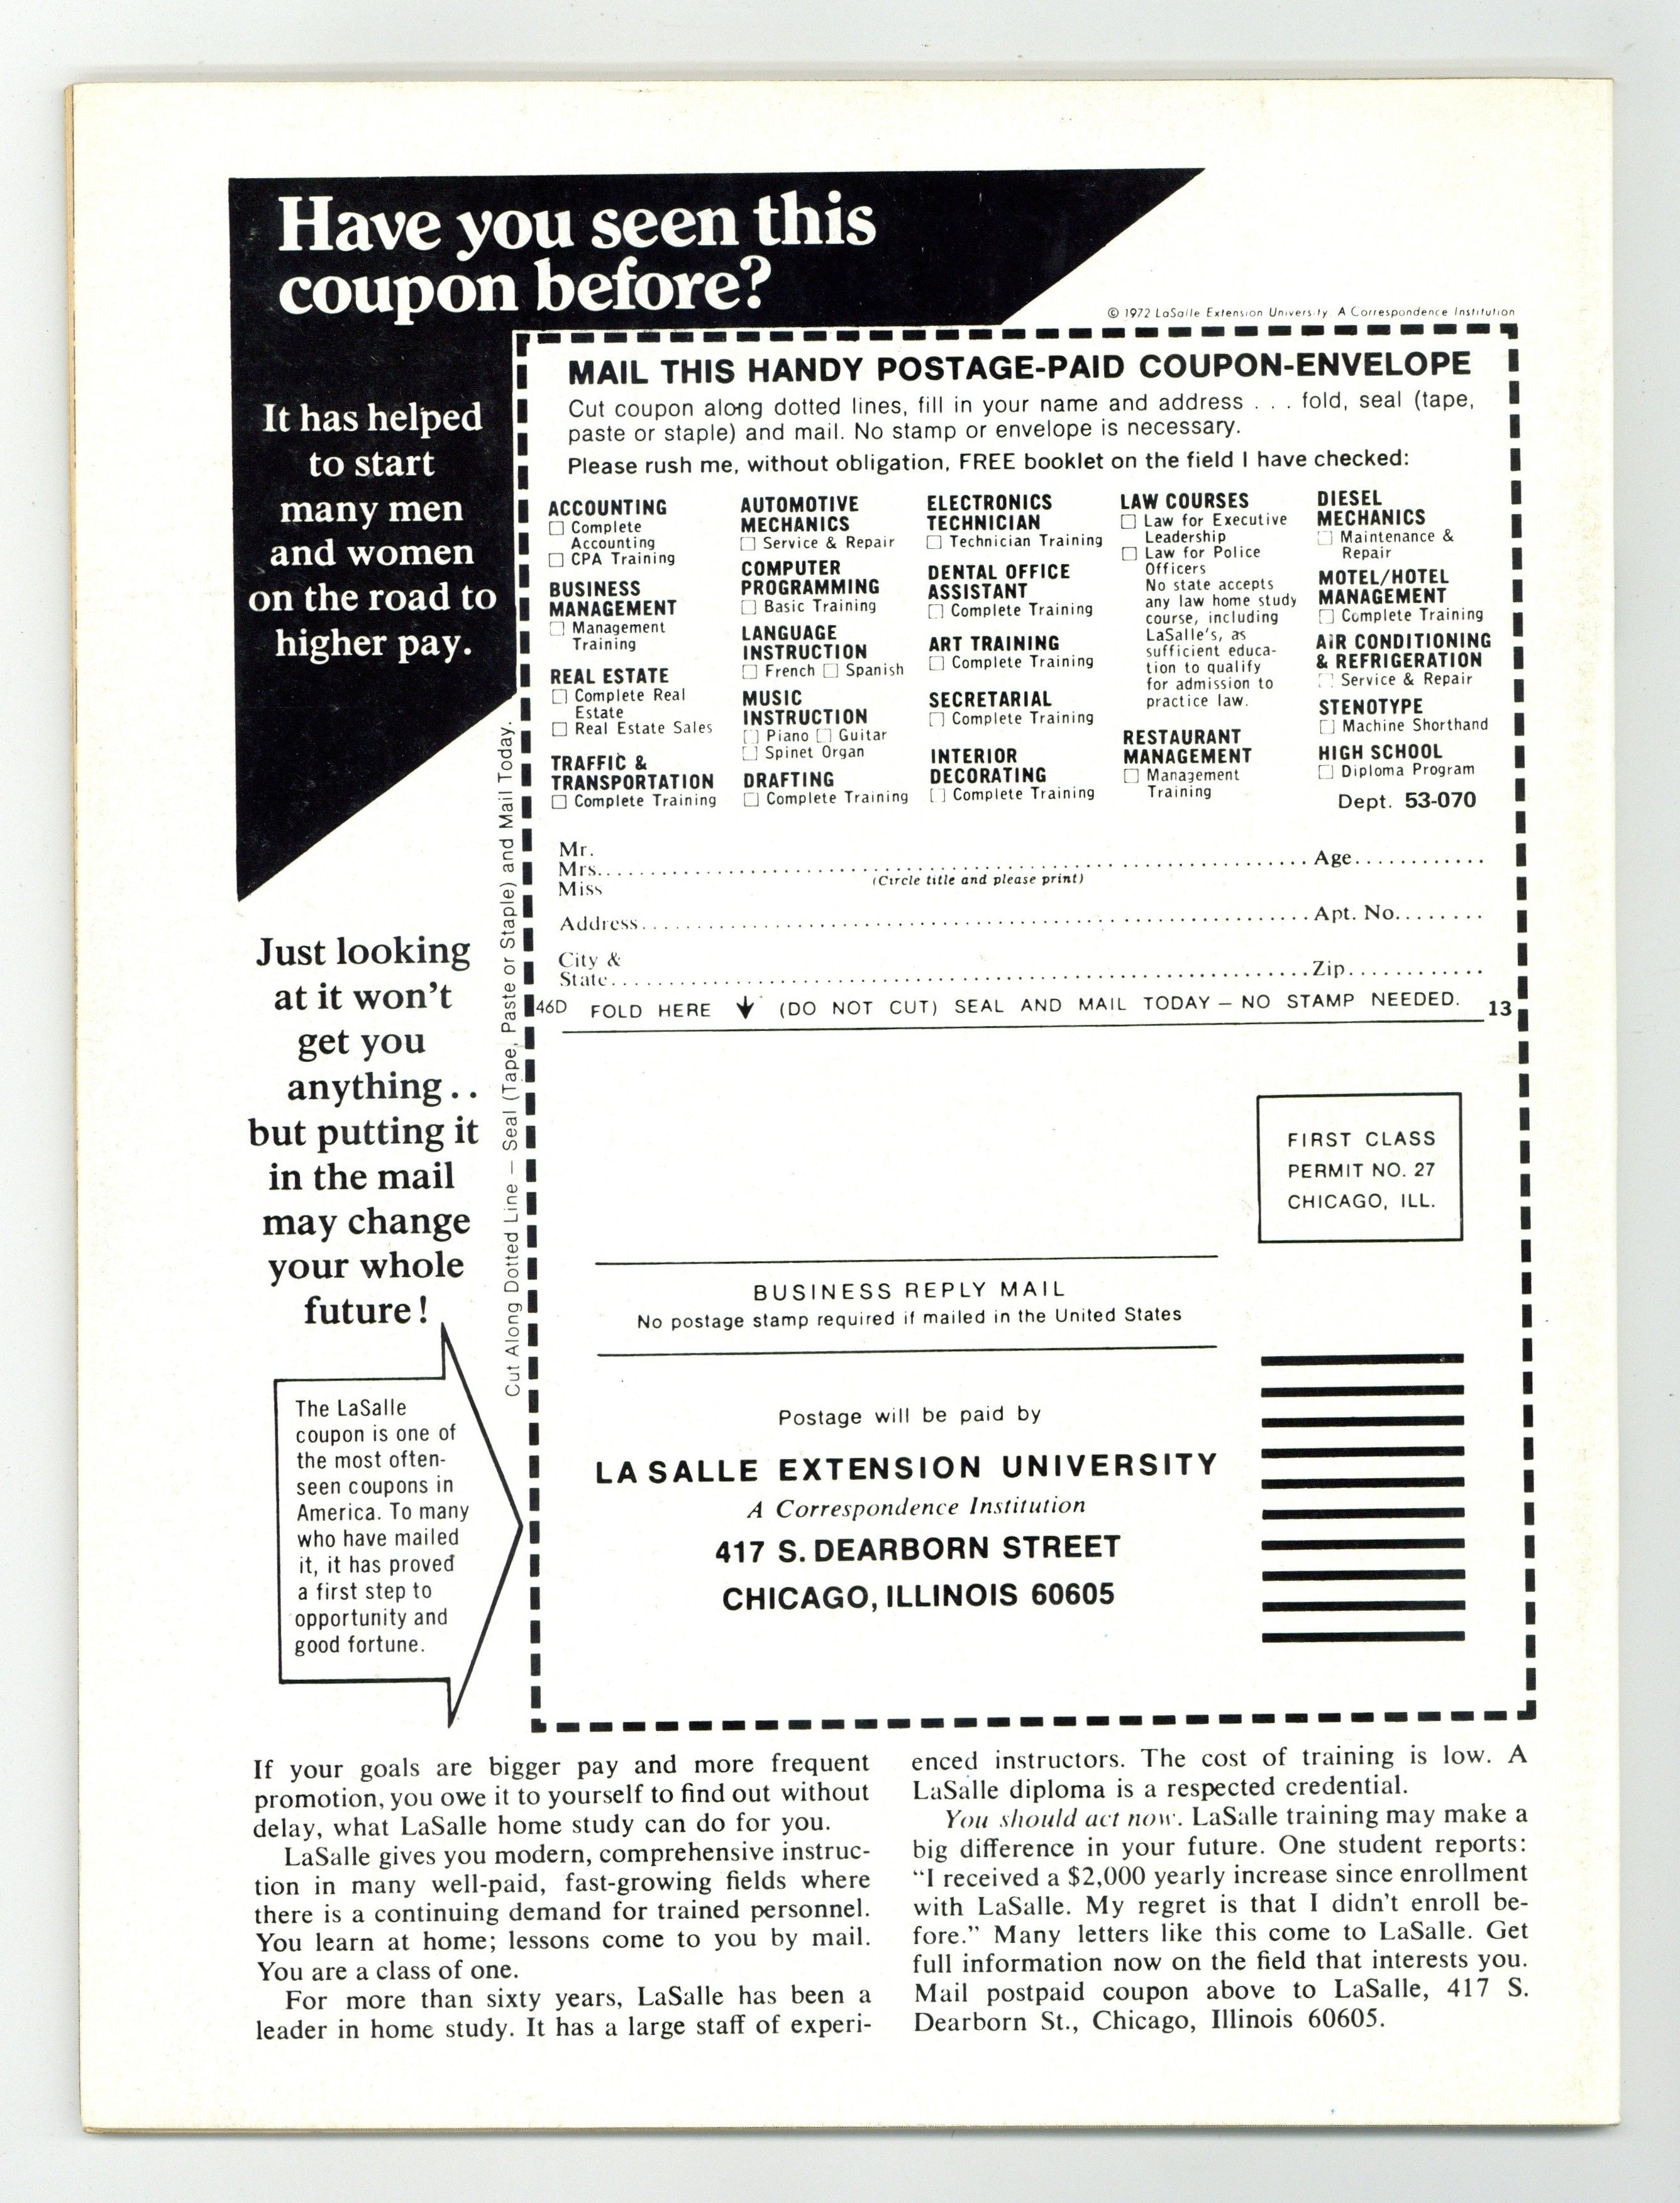 Have you seen this
coupon before?
© 1972 LaSalle Extension University A Correspondence Institution
It has helped
to start
many men
and women
on the road to
higher pay.
Just looking
at it won't
get you
anything . .
but putting it
in the mail
may change
your whole
future!
The LaSalle
coupon is one of
the most often-
seen coupons in
America. To many
who have mailed
it, it has proved
a first step to
opportunity and
good fortune.
Cut Along Dotted Line — Seal (Tape, Paste or Staple) and Mail Today.
MAIL THIS HANDY POSTAGE-PAID COUPON-ENVELOPE
Cut coupon along dotted lines, fill in your name and address . . . fold, seal (tape,
paste or staple) and mail. No stamp or envelope is necessary.
Please rush me, without obligation, FREE booklet on the field I have checked:
ACCOUNTING
☐ Complete
Accounting
☐ CPA Training
BUSINESS
MANAGEMENT
☐ Management
Training
REAL ESTATE
☐ Complete Real
Estate
☐ Real Estate Sales
TRAFFIC &
TRANSPORTATION
☐ Complete Training
AUTOMOTIVE
MECHANICS
☐ Service & Repair
COMPUTER
PROGRAMMING
☐ Basic Training
LANGUAGE
INSTRUCTION
☐ French ☐ Spanish
MUSIC
INSTRUCTION
☐ Piano ☐ Guitar
☐ Spinet Organ
DRAFTING
☐ Complete Training
ELECTRONICS
TECHNICIAN
☐ Technician Training
DENTAL OFFICE
ASSISTANT
☐ Complete Training
ART TRAINING
☐ Complete Training
SECRETARIAL
☐ Complete Training
INTERIOR
DECORATING
☐ Complete Training
LAW COURSES
☐ Law for Executive
Leadership
☐ Law for Police
Officers
No state accepts
any law home study
course, including
LaSalle's, as
sufficient educa-
tion to qualify
for admission to
practice law.
RESTAURANT
MANAGEMENT
☐ Management
Training
DIESEL
MECHANICS
☐ Maintenance &
Repair
MOTEL/HOTEL
MANAGEMENT
☐ Complete Training
AIR CONDITIONING
& REFRIGERATION
☐ Service & Repair
STENOTYPE
☐ Machine Shorthand
HIGH SCHOOL
☐ Diploma Program
Dept. 53-070
Mr.
Mrs. Age
Miss (Circle title and please print)
Address Apt. No.
City &
State Zip
46D FOLD HERE ↓ (DO NOT CUT) SEAL AND MAIL TODAY — NO STAMP NEEDED. 13
FIRST CLASS
PERMIT NO. 27
CHICAGO, ILL.
BUSINESS REPLY MAIL
No postage stamp required if mailed in the United States
Postage will be paid by
LA SALLE EXTENSION UNIVERSITY
A Correspondence Institution
417 S. DEARBORN STREET
CHICAGO, ILLINOIS 60605
If your goals are bigger pay and more frequent
promotion, you owe it to yourself to find out without
delay, what LaSalle home study can do for you.
LaSalle gives you modern, comprehensive instruc-
tion in many well-paid, fast-growing fields where
there is a continuing demand for trained personnel.
You learn at home; lessons come to you by mail.
You are a class of one.
For more than sixty years, LaSalle has been a
leader in home study. It has a large staff of experi-
enced instructors. The cost of training is low. A
LaSalle diploma is a respected credential.
You should act now. LaSalle training may make a
big difference in your future. One student reports:
“I received a $2,000 yearly increase since enrollment
with LaSalle. My regret is that I didn't enroll be-
fore.” Many letters like this come to LaSalle. Get
full information now on the field that interests you.
Mail postpaid coupon above to LaSalle, 417 S.
Dearborn St., Chicago, Illinois 60605.